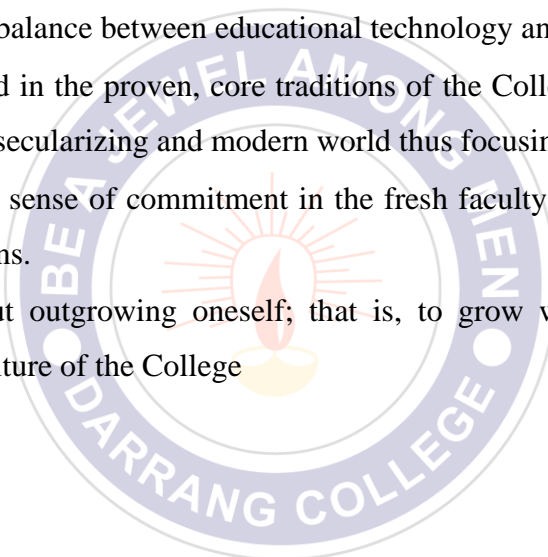 balance between educational technology an
d in the proven, core traditions of the Colle
secularizing and modern world thus focusin
sense of commitment in the fresh faculty
ns.
ut outgrowing oneself; that is, to grow w
lture of the College
BE A JEWEL AMONG MEN
DARRANG COLLEGE